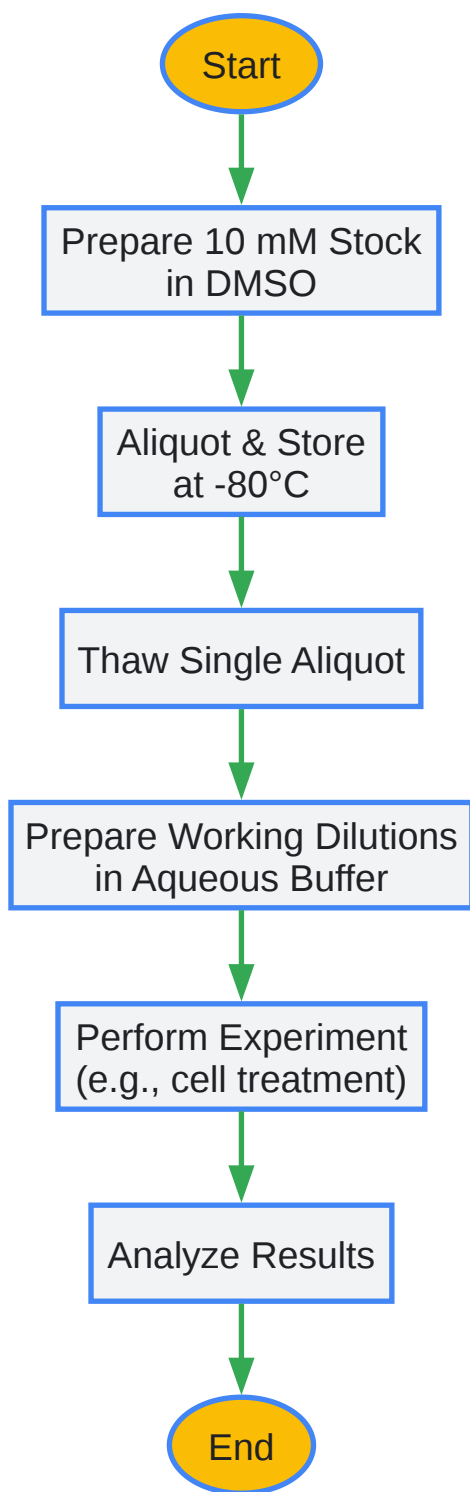 Start
Prepare 10 mM Stock
in DMSO
Aliquot & Store
at -80°C
Thaw Single Aliquot
Prepare Working Dilutions
in Aqueous Buffer
Perform Experiment
(e.g., cell treatment)
Analyze Results
End